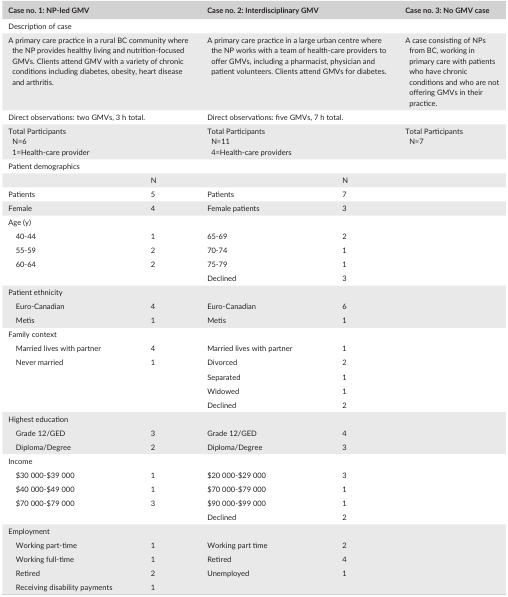 Case no. 1: NP-led GMV Case no. 2: Interdisciplinary GMV Case no. 3: No GMV case
Description of case
A primary care practice in a rural BC community where
the NP provides healthy living and nutrition-focused
GMVs. Clients attend GMV with a variety of chronic
conditions including diabetes, obesity, heart disease
and arthritis.
A primary care practice in a large urban centre where
the NP works with a team of health-care providers to
offer GMVs, including a pharmacist, physician and
patient volunteers. Clients attend GMVs for diabetes.
A case consisting of NPs
from BC, working in
primary care with patients
who have chronic
conditions and who are not
offering GMVs in their
practice.
Direct observations: two GMVs, 3 h total. Direct observations: five GMVs, 7 h total.
Total Participants Total Participants Total Participants
N=6 N=11 N=7
1=Health-care provider 4=Health-care providers
Patient demographics
N N
Patients 5 Patients 7
Female 4 Female patients 3
Age (y)
40-44 1 65-69 2
55-59 2 70-74 1
60-64 2 75-79 1
Declined 3
Patient ethnicity
Euro-Canadian 4 Euro-Canadian 6
Metis 1 Metis 1
Family context
Married lives with partner 4 Married lives with partner 1
Never married 1 Divorced 2
Separated 1
Widowed 1
Declined 2
Highest education
Grade 12/GED 3 Grade 12/GED 4
Diploma/Degree 2 Diploma/Degree 3
Income
$30 000-$39 000 1 $20 000-$29 000 3
$40 000-$49 000 1 $70 000-$79 000 1
$70 000-$79 000 3 $90 000-$99 000 1
Declined 2
Employment
Working part-time 1 Working part time 2
Working full-time 1 Retired 4
Retired 2 Unemployed 1
Receiving disability payments 1